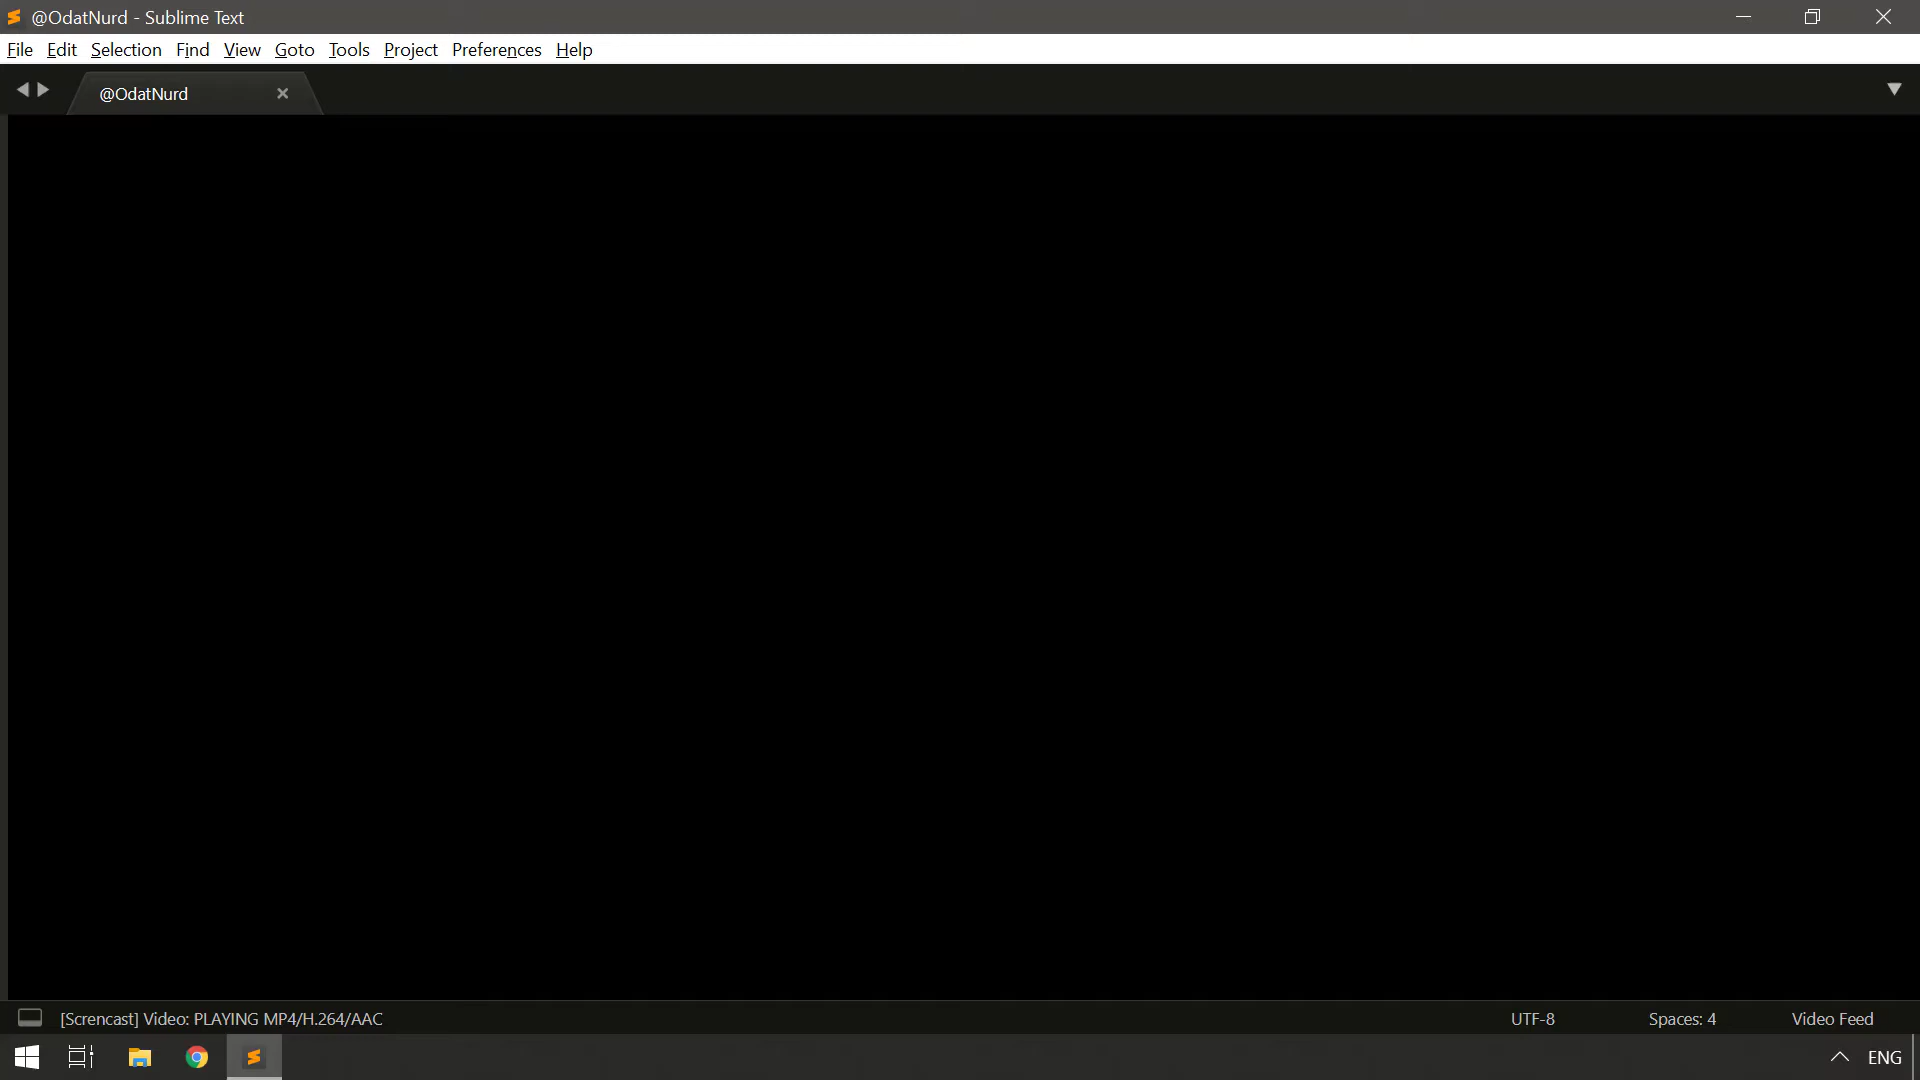 @OdatNurd - Sublime Text
File Edit Selection Find View Goto Tools Project Preferences Help
@OdatNurd
[Screncast] Video: PLAYING MP4/H.264/AAC UTF-8 Spaces: 4 Video Feed
ENG